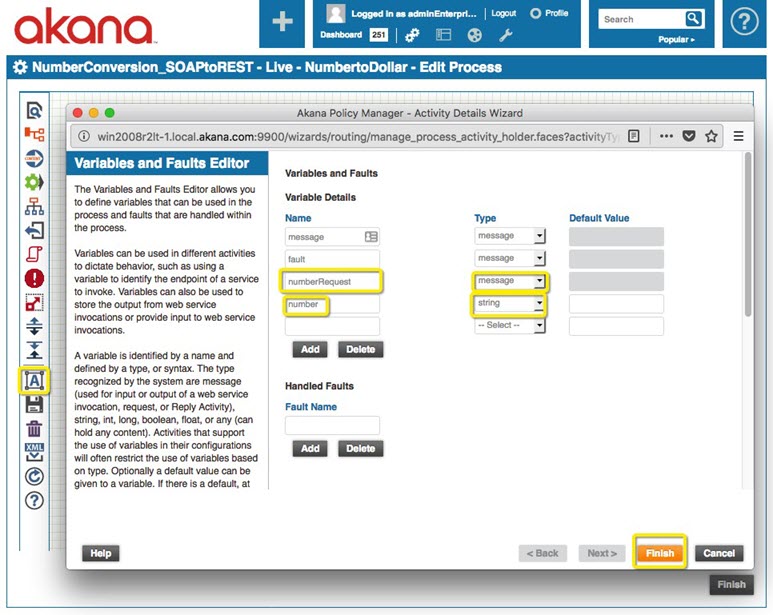 akana
Logged in as adminEnterpri...
Logout
Profile
Dashboard 251
Search
Popular
NumberConversion_SOAPtoREST - Live - NumbertoDollar - Edit Process
Akana Policy Manager - Activity Details Wizard
win2008r2lt-1.local.akana.com:9900/wizards/routing/manage_process_activity_holder.faces?activityTy
Variables and Faults Editor
The Variables and Faults Editor allows you
to define variables that can be used in the
process and faults that are handled within
the process.
Variables can be used in different activities
to dictate behavior, such as using a
variable to identify the endpoint of a service
to invoke. Variables can also be used to
store the output from web service
invocations or provide input to web service
invocations.
A variable is identified by a name and
defined by a type, or syntax. The type
recognized by the system are message
(used for input or output of a web service
invocation, request, or Reply Activity),
string, int, long, boolean, float, or any (can
hold any content). Activities that support
the use of variables in their configurations
will often restrict the use of variables based
on type. Optionally a default value can be
given to a variable. If there is a default, at
Variables and Faults
Variable Details
Name Type Default Value
message message
fault message
numberRequest message
number string
-- Select --
Add Delete
Handled Faults
Fault Name
Add Delete
Help
< Back Next > Finish Cancel
Finish
CONTENT
A
XML